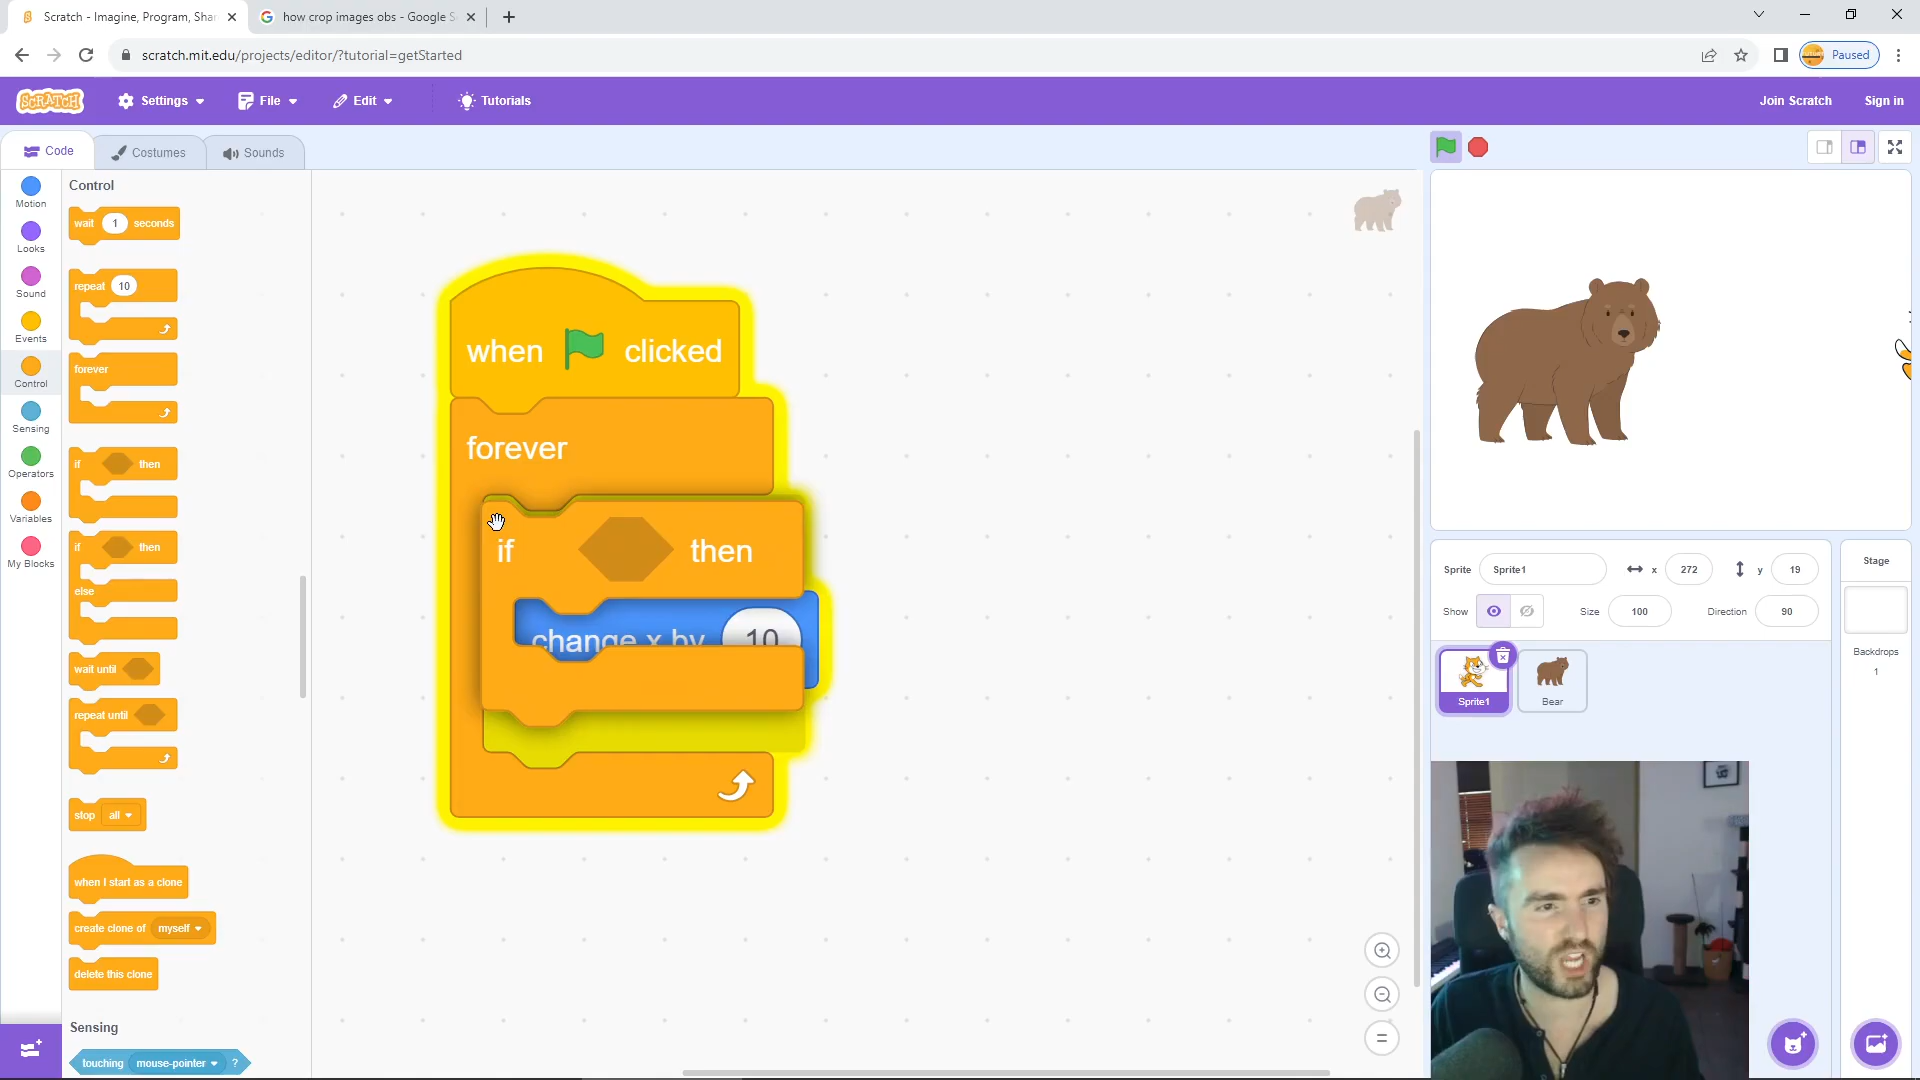 Scratch - Imagine, Program, Shar
how crop images obs - Google S
scratch.mit.edu/projects/editor/?tutorial=getStarted
Paused
SCRATCH
Settings
File
Edit
Tutorials
Join Scratch
Sign in
Code
Costumes
Sounds
Motion
Looks
Sound
Events
Control
Sensing
Operators
Variables
My Blocks
Control
wait 1 seconds
repeat 10
forever
if then
if then
else
wait until
repeat until
stop all
when I start as a clone
create clone of myself
delete this clone
Sensing
touching mouse-pointer ?
when clicked
forever
if then
change x by 10
Sprite Sprite1 x 272 y 19
Show Size 100 Direction 90
Sprite1
Bear
Stage
Backdrops
1